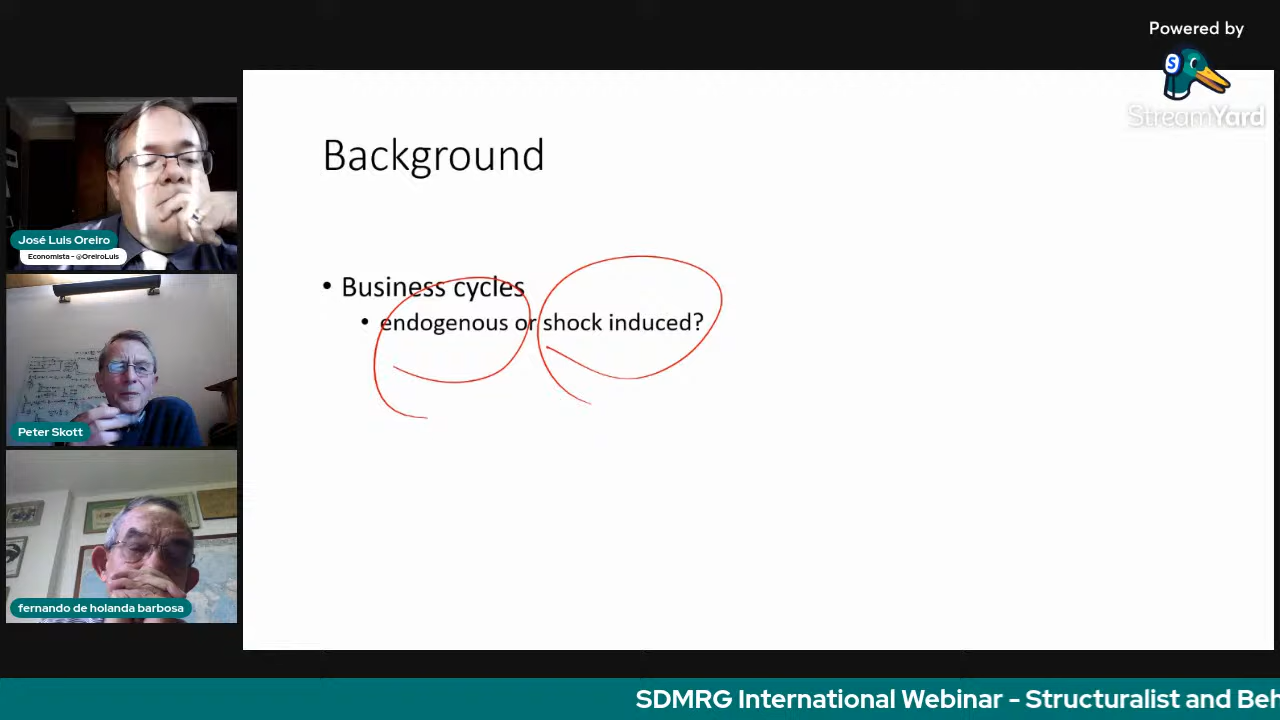 Powered by
StreamYard
Background
• Business cycles
• endogenous or shock induced?
José Luis Oreiro
Economista - @OreiroLuis
Peter Skott
fernando de holanda barbosa
SDMRG International Webinar - Structuralist and Beh